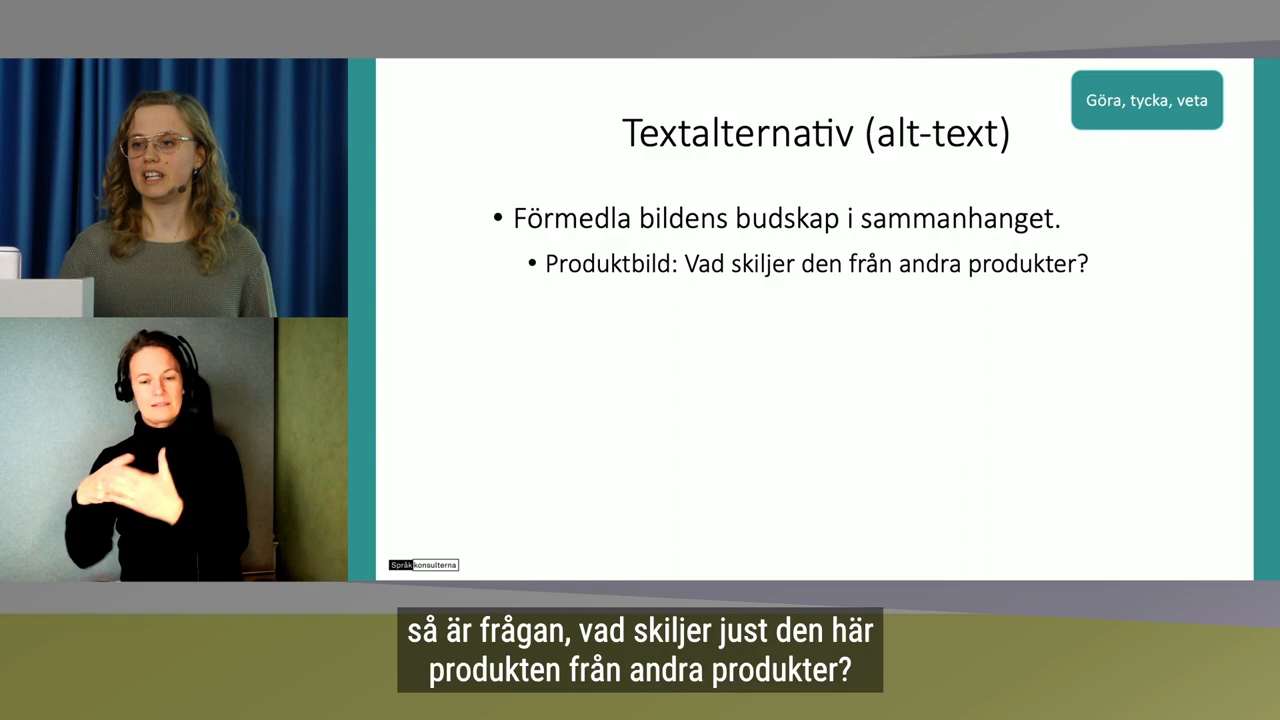 Göra, tycka, veta
Textalternativ (alt-text)
• Förmedla bildens budskap i sammanhanget.
• Produktbild: Vad skiljer den från andra produkter?
Språkkonsulterna
så är frågan, vad skiljer just den här
produkten från andra produkter?